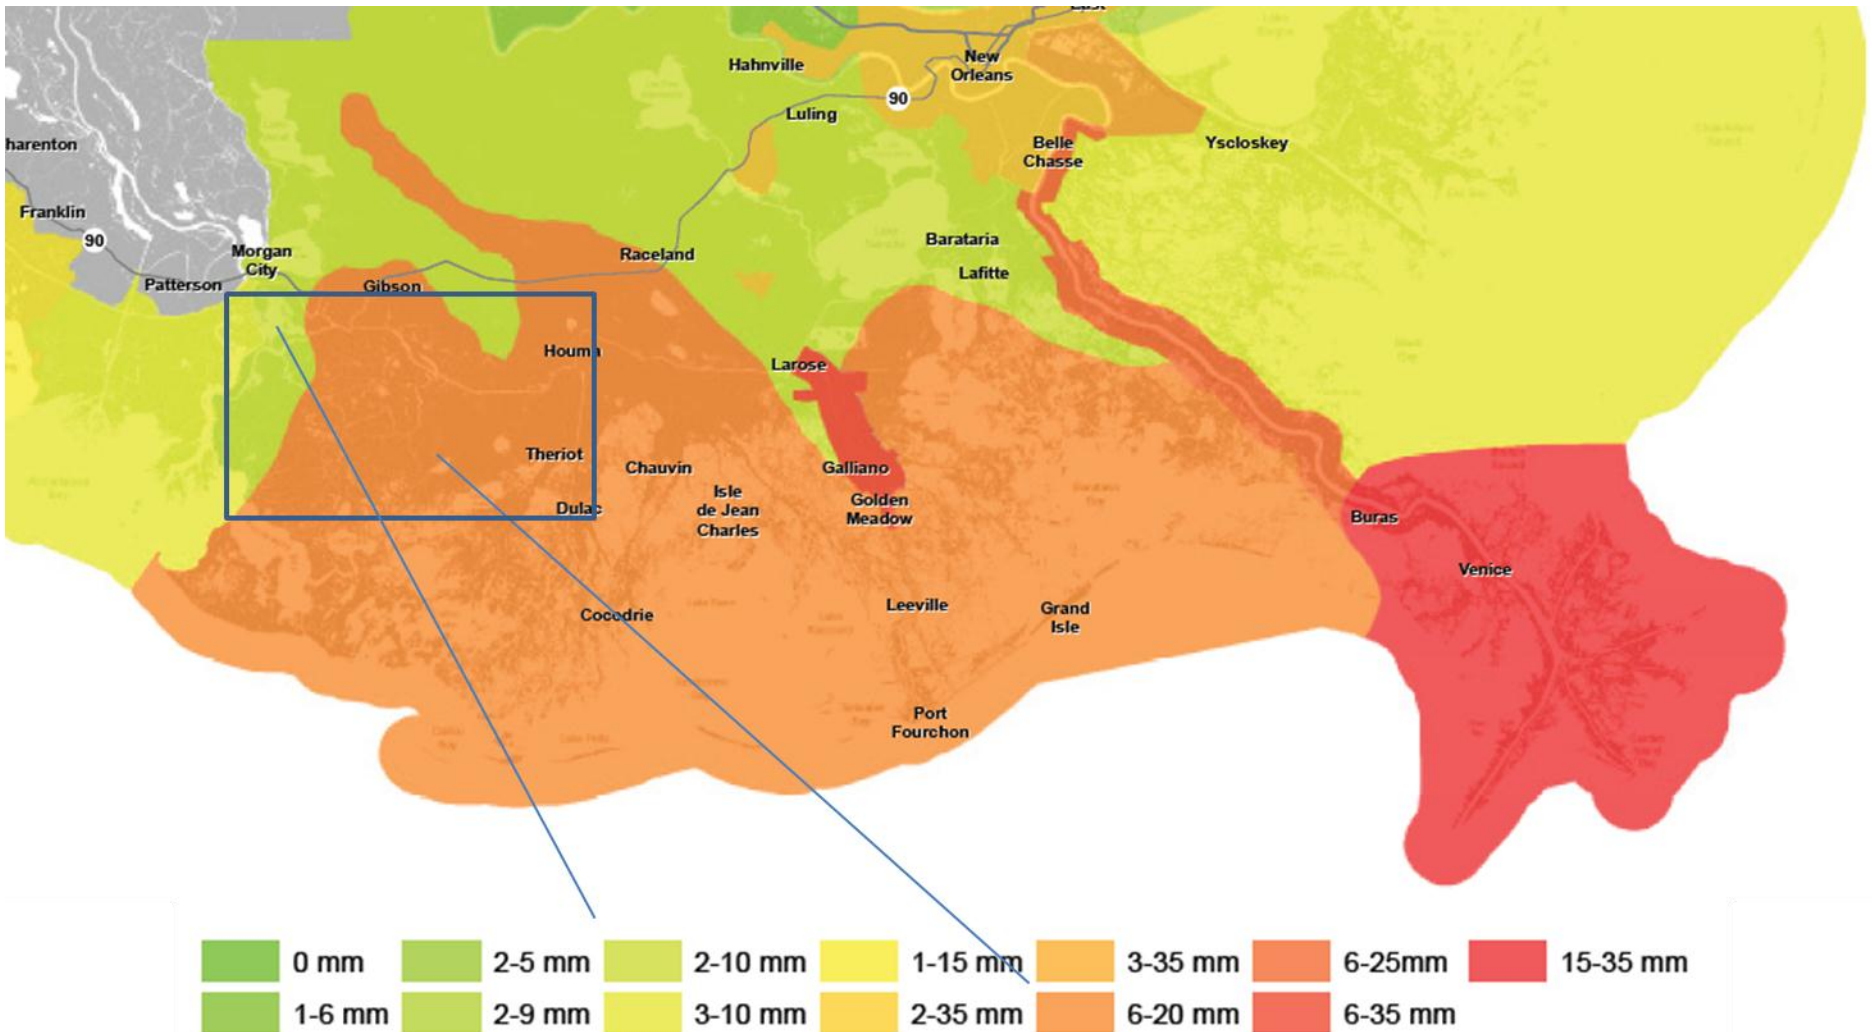 East
New
Orleans
Hahnville
90
Luling
harenton
Belle
Chasse
Yscloskey
Franklin
90
Morgan
City
Barataria
Raceland
Lafitte
Patterson
Gibson
Houma
Larose
Theriot
Chauvin
Galliano
Isle
de Jean
Charles
Dulac
Golden
Meadow
Buras
Venice
Cocodrie
Leeville
Grand
Isle
Port
Fourchon
0 mm
2-5 mm
2-10 mm
1-15 mm
3-35 mm
6-25mm
15-35 mm
1-6 mm
2-9 mm
3-10 mm
2-35 mm
6-20 mm
6-35 mm